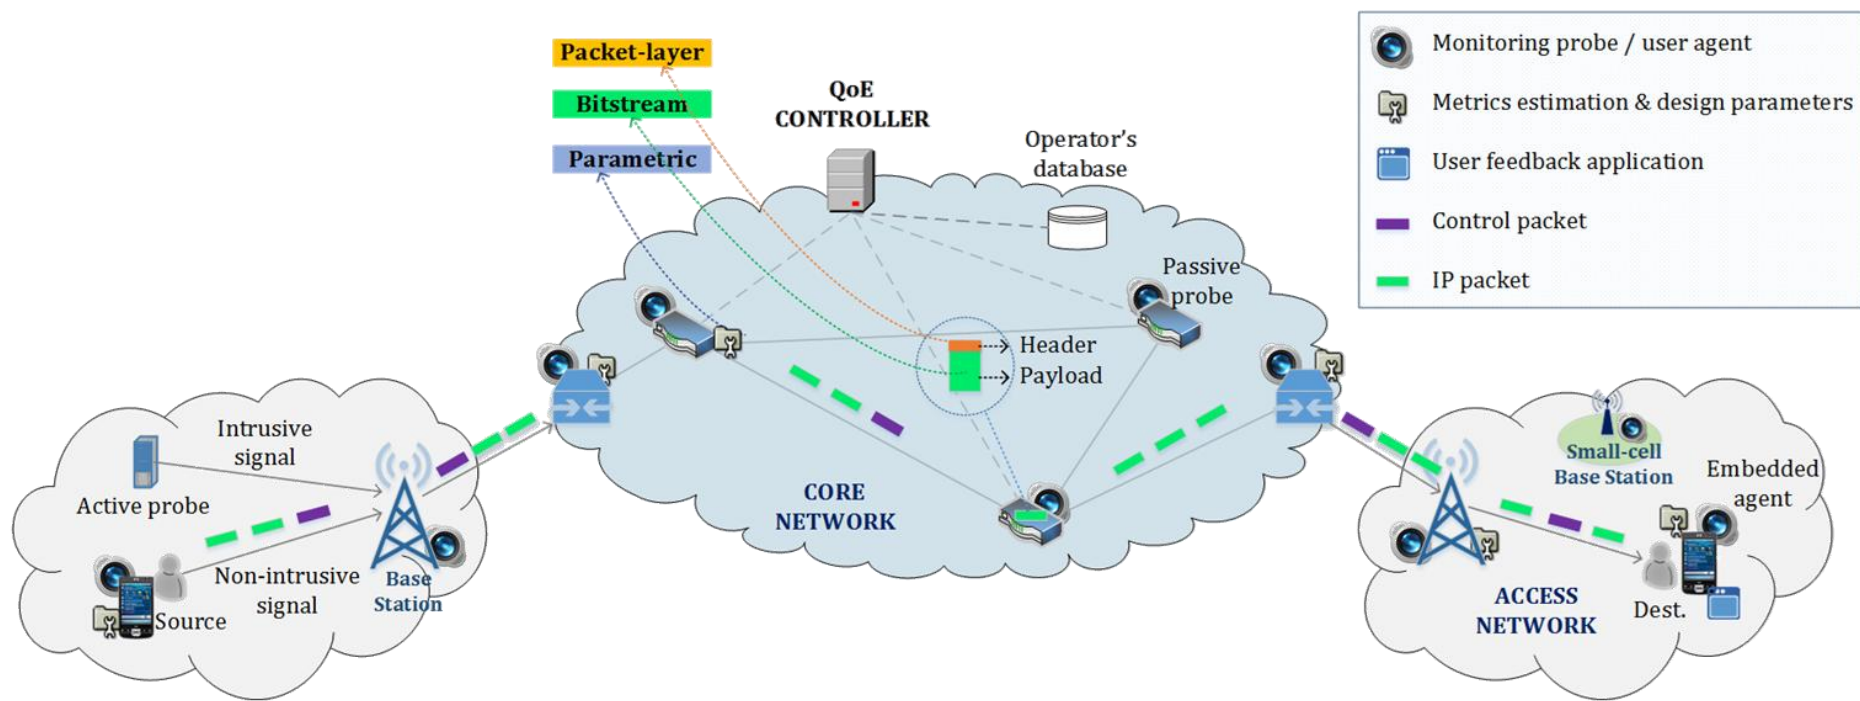 Packet-layer
Bitstream
Parametric
QoE
CONTROLLER
Operator's
database
Monitoring probe / user agent
Metrics estimation & design parameters
User feedback application
Control packet
IP packet
Passive
probe
Header
Payload
CORE
NETWORK
Intrusive
signal
Active probe
Non-intrusive
signal
Source
Base
Station
Small-cell
Base Station
Embedded
agent
ACCESS
NETWORK
Dest.